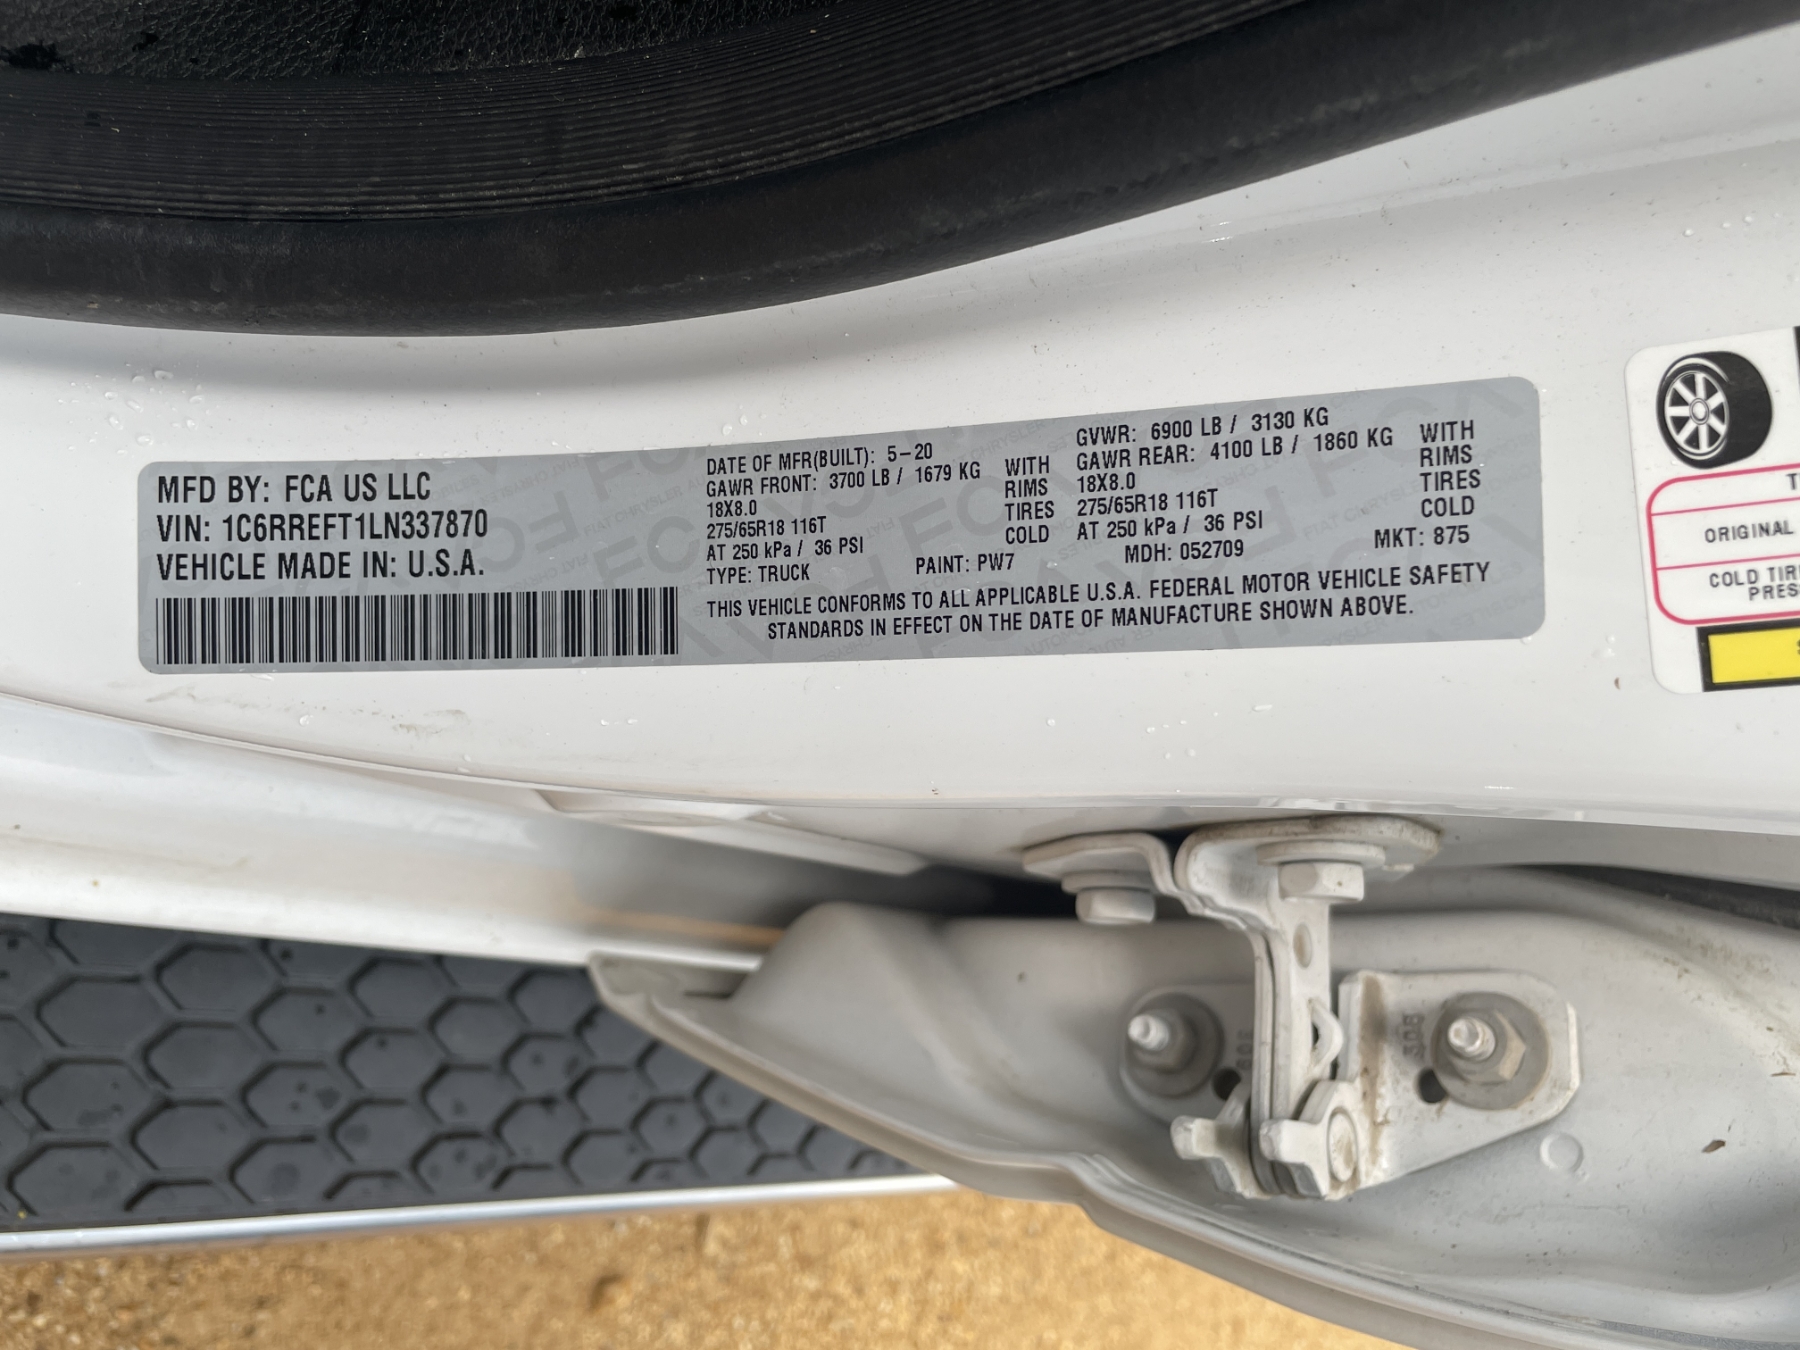 MFD BY: FCA US LLC
VIN: 1C6RREFT1LN337870
VEHICLE MADE IN: U.S.A.
DATE OF MFR(BUILT): 5-20
GAWR FRONT: 3700 LB / 1679 KG WITH
18X8.0 RIMS
275/65R18 116T TIRES
AT 250 kPa / 36 PSI COLD
TYPE: TRUCK PAINT: PW7
GVWR: 6900 LB / 3130 KG
GAWR REAR: 4100 LB / 1860 KG WITH
18X8.0 RIMS
275/65R18 116T TIRES
AT 250 kPa / 36 PSI COLD
MDH: 052709 MKT: 875
THIS VEHICLE CONFORMS TO ALL APPLICABLE U.S.A. FEDERAL MOTOR VEHICLE SAFETY
STANDARDS IN EFFECT ON THE DATE OF MANUFACTURE SHOWN ABOVE.
ORIGINAL
COLD
308